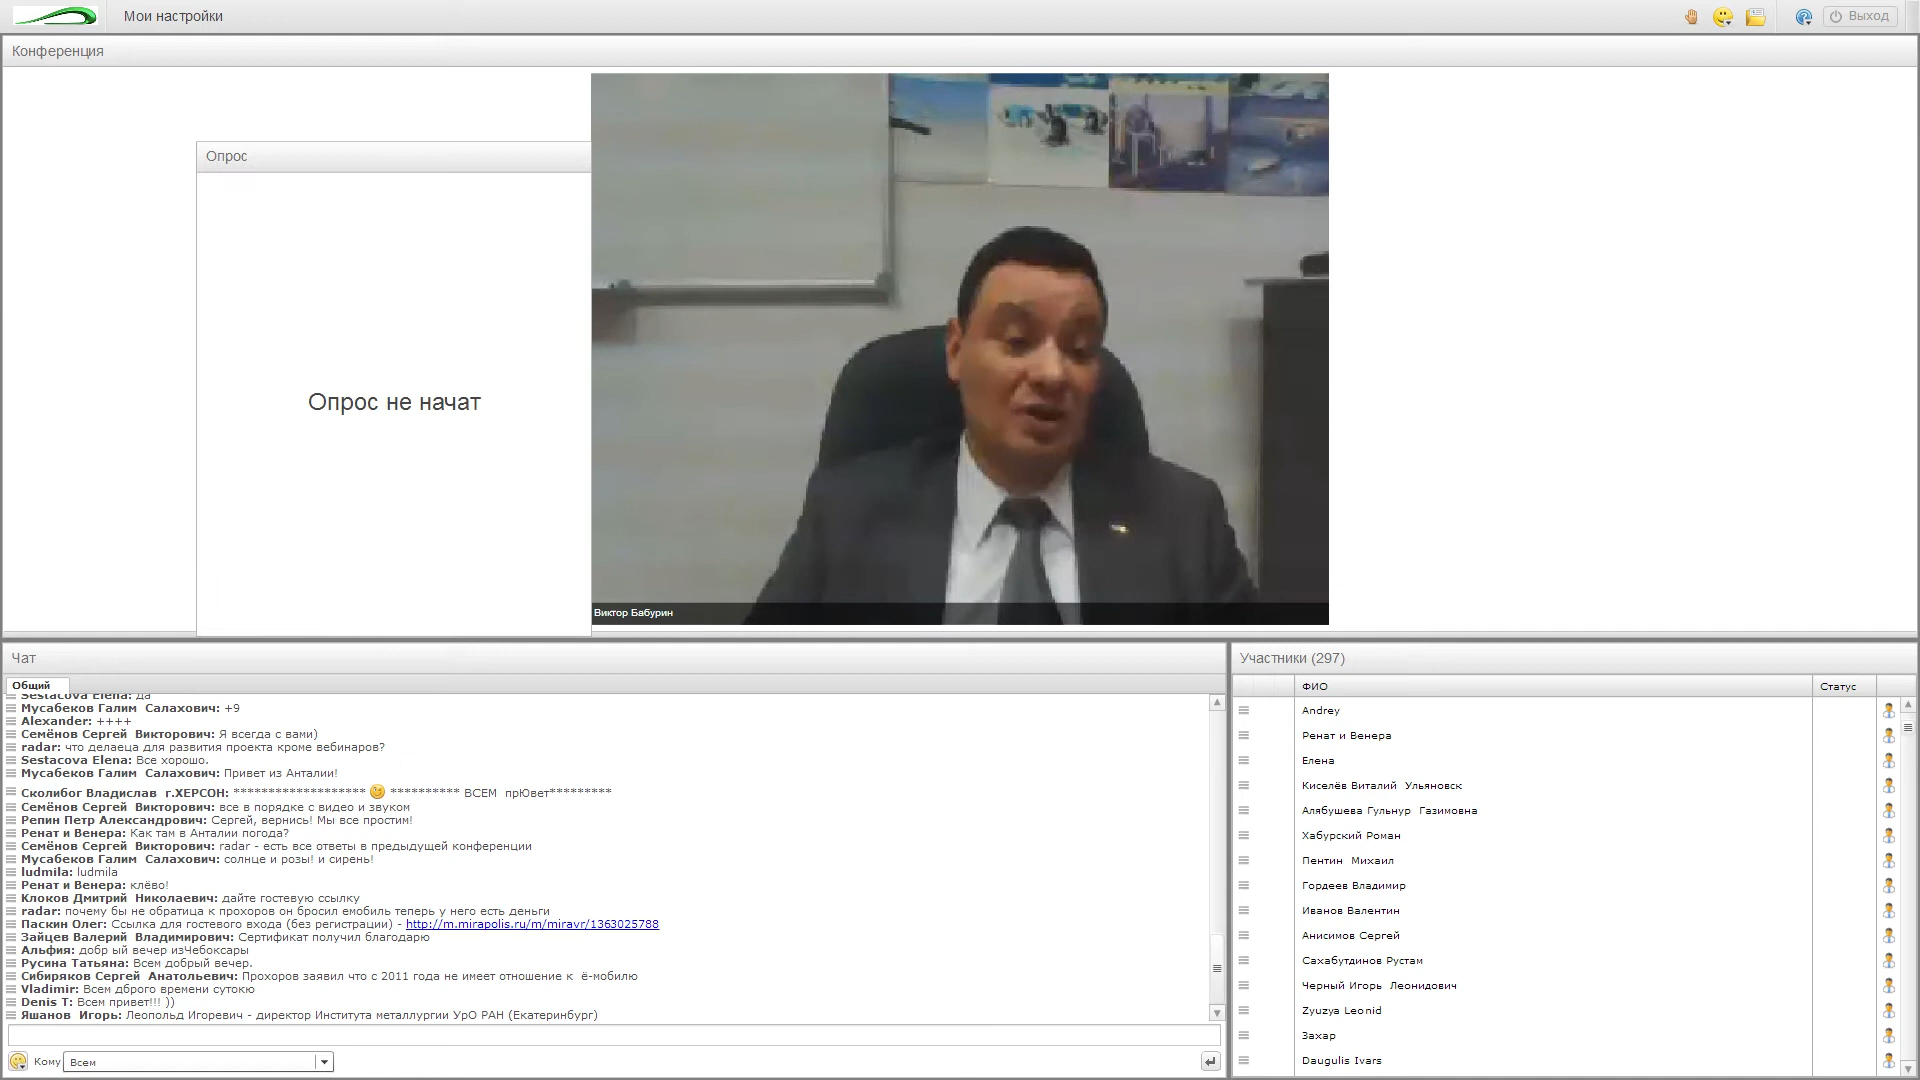 Мои настройки
Выход
Конференция
Опрос
Опрос не начат
Виктор Бабурин
Чат
Общий
Sestacova Elena: да
Мусабеков Галим Салахович: +9
Alexander: ++++
Семёнов Сергей Викторович: Я всегда с вами)
radar: что делаеца для развития проекта кроме вебинаров?
Sestacova Elena: Все хорошо.
Мусабеков Галим Салахович: Привет из Анталии!
Сколибог Владислав г.ХЕРСОН: ******************* ********** ВСЕМ прЮвет*********
Семёнов Сергей Викторович: все в порядке с видео и звуком
Репин Петр Александрович: Сергей, вернись! Мы все простим!
Ренат и Венера: Как там в Анталии погода?
Семёнов Сергей Викторович: radar - есть все ответы в предыдущей конференции
Мусабеков Галим Салахович: солнце и розы! и сирень!
ludmila: ludmila
Ренат и Венера: клёво!
Клоков Дмитрий Николаевич: дайте гостевую ссылку
radar: почему бы не обратица к прохоров он бросил емобиль теперь у него есть деньги
Паскин Олег: Ссылка для гостевого входа (без регистрации) - http://m.mirapolis.ru/m/miravr/1363025788
Зайцев Валерий Владимирович: Сертификат получил благодарю
Альфия: добр ый вечер изЧебоксары
Русина Татьяна: Всем добрый вечер.
Сибиряков Сергей Анатольевич: Прохоров заявил что с 2011 года не имеет отношение к ё-мобилю
Vladimir: Всем дброго времени сутокю
Denis T: Всем привет!!! ))
Яшанов Игорь: Леопольд Игоревич - директор Института металлургии УрО РАН (Екатеринбург)
Кому
Всем
Участники (297)
ФИО
Статус
Andrey
Ренат и Венера
Елена
Киселёв Виталий Ульяновск
Алябушева Гульнур Газимовна
Хабурский Роман
Пентин Михаил
Гордеев Владимир
Иванов Валентин
Анисимов Сергей
Сахабутдинов Рустам
Черный Игорь Леонидович
Zyuzya Leonid
Захар
Daugulis Ivars